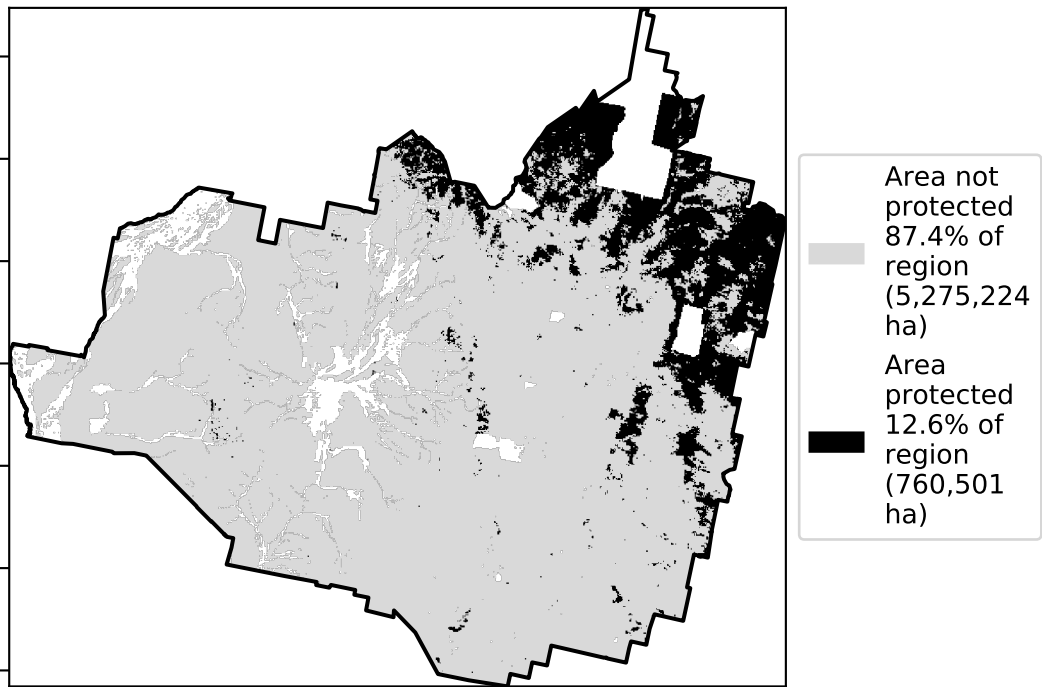 Area not
protected
87.4% of
region
(5,275,224
ha)
Area
protected
12.6% of
region
(760,501
ha)